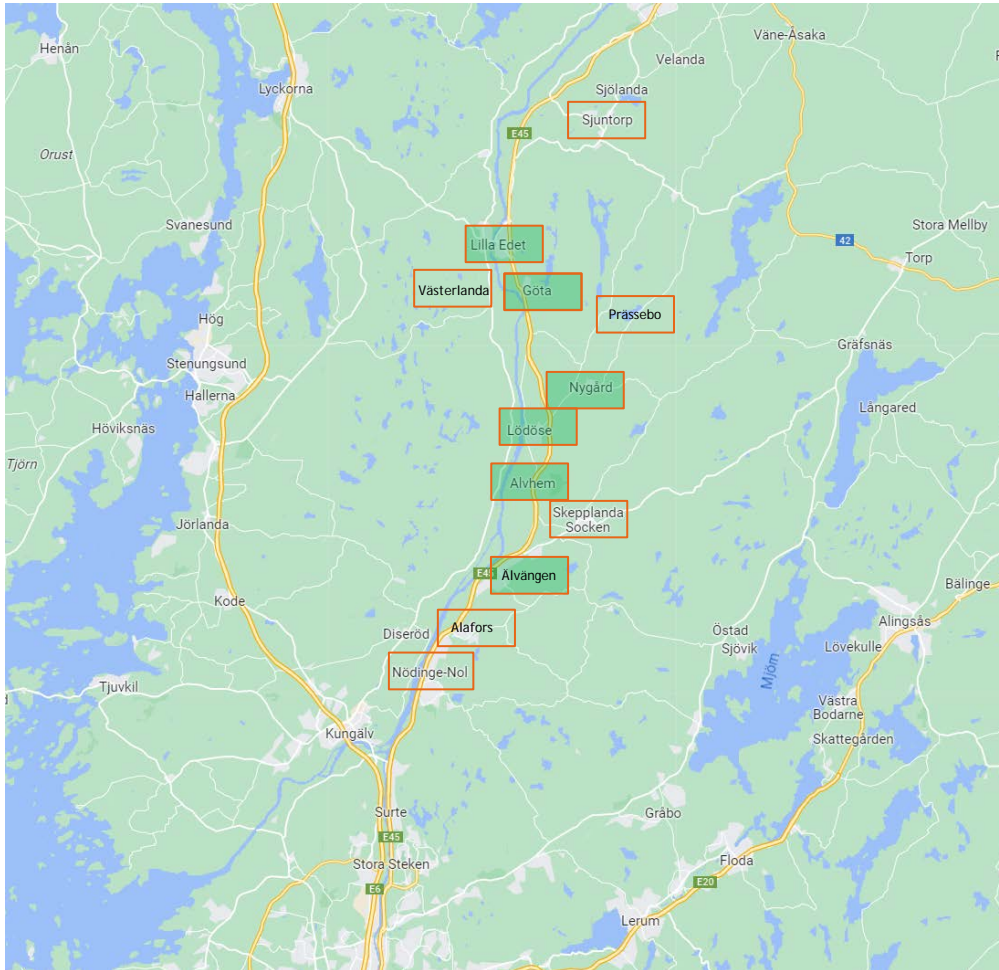 Väne-Åsaka
Henån
Velanda
Lyckorna
Sjölanda
Sjuntorp
E45
Orust
Svanesund
Stora Mellby
Lilla Edet
42
Torp
Västerlanda
Göta
Prässebo
Hög
Gräfsnäs
Stenungsund
Nygård
Hallerna
Långared
Höviksnäs
Lödöse
Tjörn
Alvhem
Skepplanda
Socken
Jörlanda
E45
Älvängen
Bälinge
Kode
Alingsås
Alafors
Diseröd
Östad
Sjövik
Lövekulle
Mjörn
Nödinge-Nol
Tjuvkil
Västra
Bodarne
Kungälv
Skattegården
Surte
Gråbo
E45
Stora Steken
Floda
E6
E20
Lerum